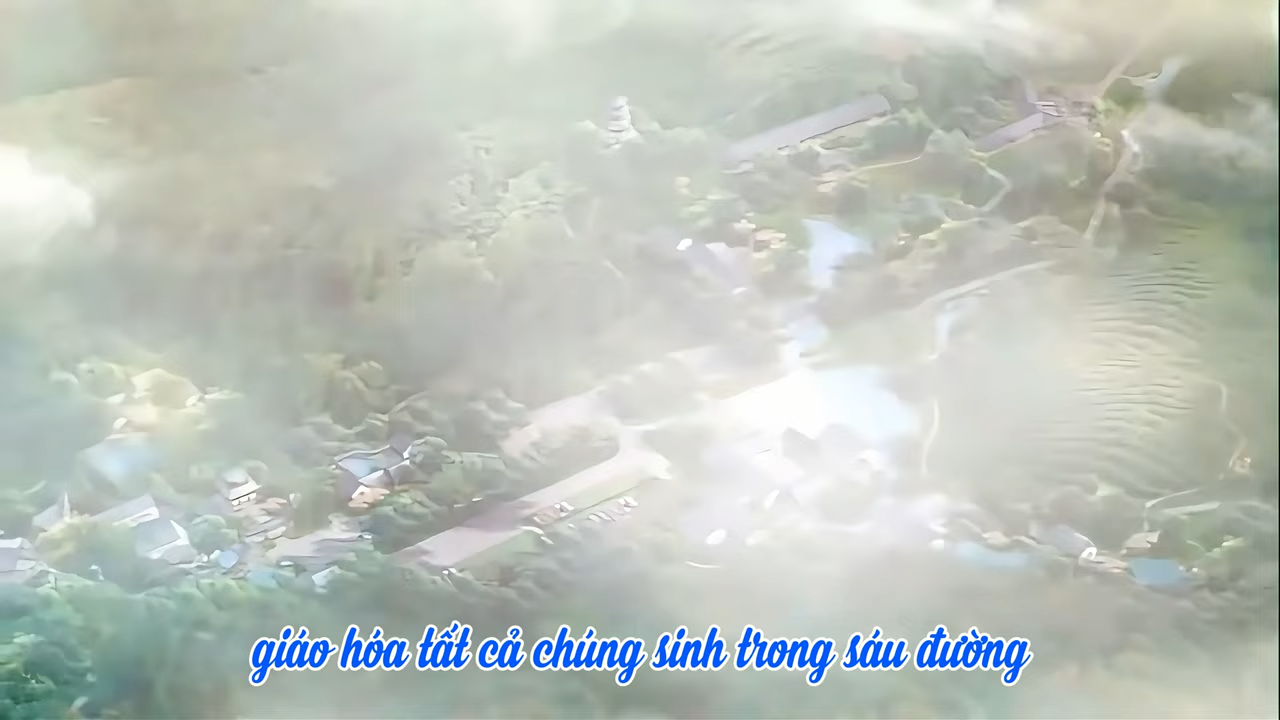 giáo hóa tất cả chúng sinh trong sáu đường